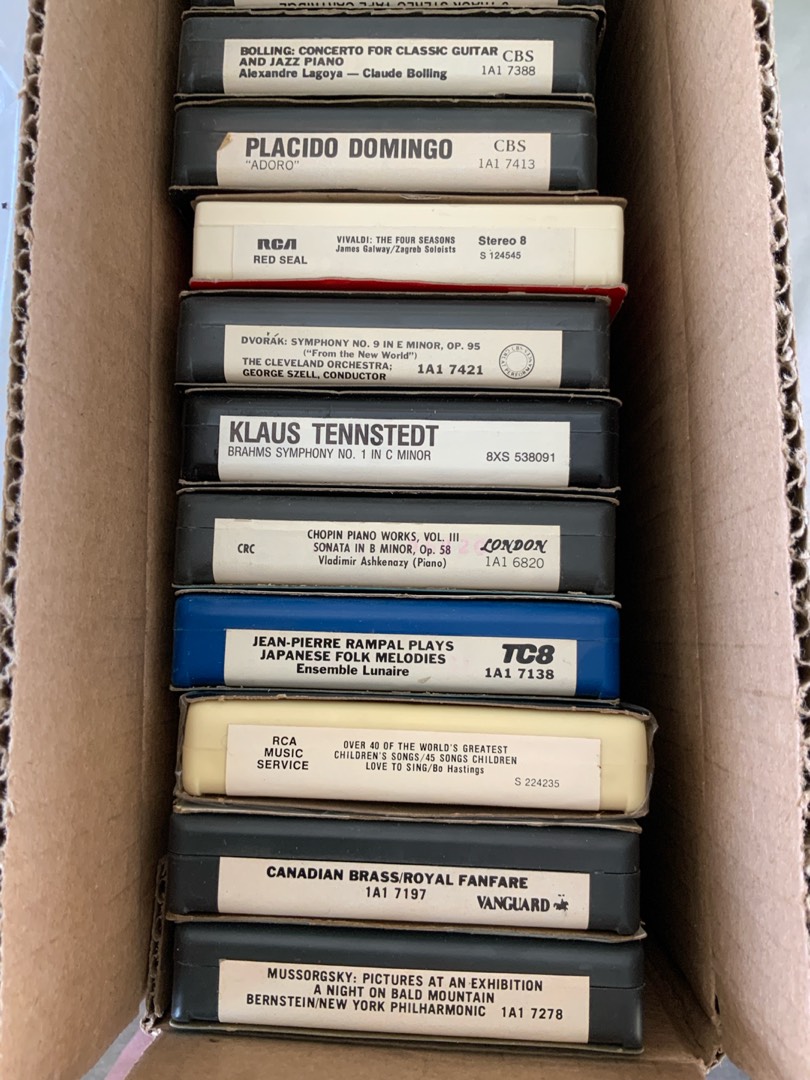 8 TRACK STEREO TAPE CARTRIDGE
BOLLING: CONCERTO FOR CLASSIC GUITAR
AND JAZZ PIANO
Alexandre Lagoya — Claude Bolling
CBS
1A1 7388
PLACIDO DOMINGO
"ADORO"
CBS
1A1 7413
RCA
RED SEAL
VIVALDI: THE FOUR SEASONS
James Galway/Zagreb Soloists
Stereo 8
S 124545
DVOŘÁK: SYMPHONY NO. 9 IN E MINOR, OP. 95
("From the New World")
THE CLEVELAND ORCHESTRA;
GEORGE SZELL, CONDUCTOR
1A1 7421
KLAUS TENNSTEDT
BRAHMS SYMPHONY NO. 1 IN C MINOR
8XS 538091
CRC
CHOPIN PIANO WORKS, VOL. III
SONATA IN B MINOR, Op. 58
Vladimir Ashkenazy (Piano)
LONDON
1A1 6820
JEAN-PIERRE RAMPAL PLAYS
JAPANESE FOLK MELODIES
Ensemble Lunaire
TC8
1A1 7138
RCA
MUSIC
SERVICE
OVER 40 OF THE WORLD'S GREATEST
CHILDREN'S SONGS/45 SONGS CHILDREN
LOVE TO SING/Bo Hastings
S 224235
CANADIAN BRASS/ROYAL FANFARE
1A1 7197
VANGUARD
MUSSORGSKY: PICTURES AT AN EXHIBITION
A NIGHT ON BALD MOUNTAIN
BERNSTEIN/NEW YORK PHILHARMONIC 1A1 7278